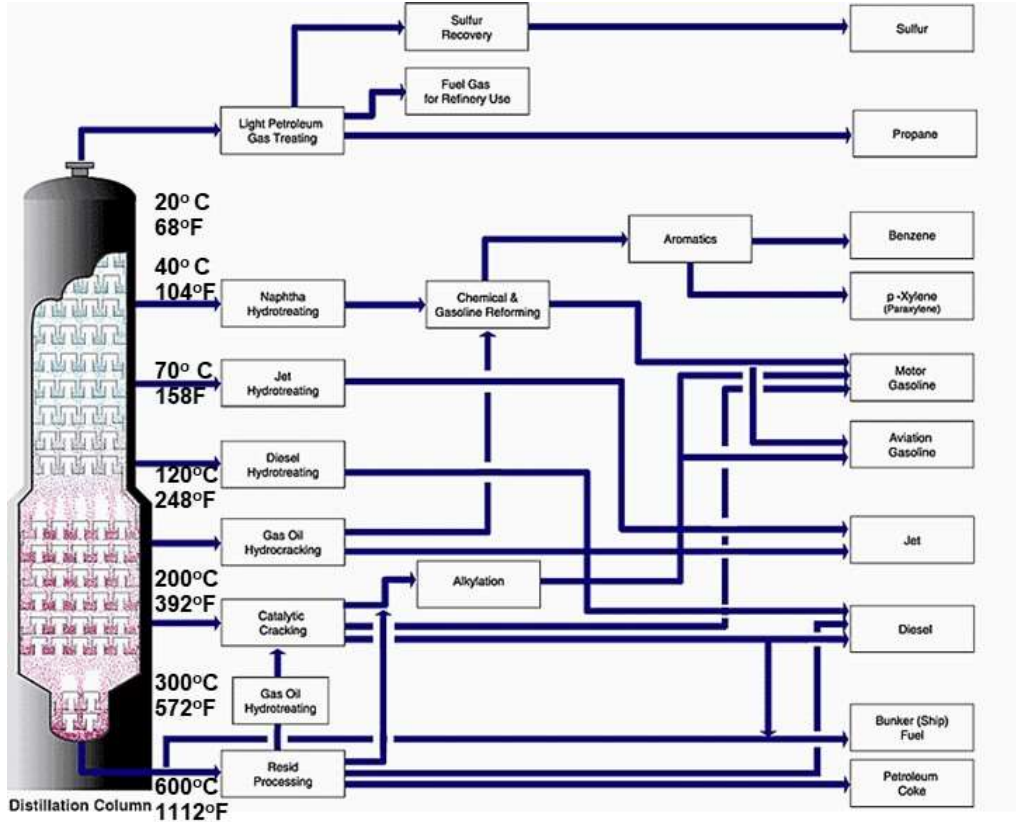 Sulfur
Recovery
Sulfur
Fuel Gas
for Refinery Use
Light Petroleum
Gas Treating
Propane
20° C
68°F
Aromatics
Benzene
40° C
104°F
Naphtha
Hydrotreating
Chemical &
Gasoline Reforming
p-Xylene
(Paraxylene)
70° C
158°F
Jet
Hydrotreating
Motor
Gasoline
Aviation
Gasoline
Diesel
Hydrotreating
120°C
248°F
Gas Oil
Hydrocracking
Jet
200°C
392°F
Alkylation
Catalytic
Cracking
Diesel
300°C
572°F
Gas Oil
Hydrotreating
Bunker (Ship)
Fuel
Resid
Processing
Petroleum
Coke
600°C
1112°F
Distillation Column